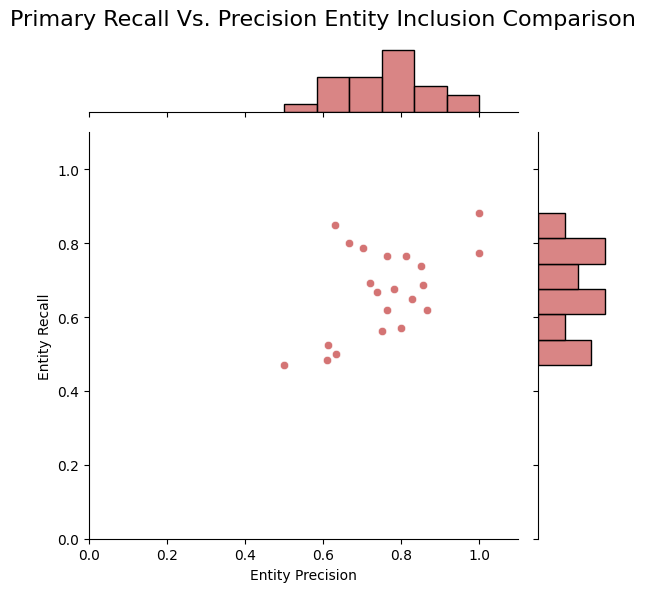 Primary Recall Vs. Precision Entity Inclusion Comparison
1.0
0.8
0.6
0.4
0.2
0.0
Entity Recall
0.0 0.2 0.4 0.6 0.8 1.0
Entity Precision